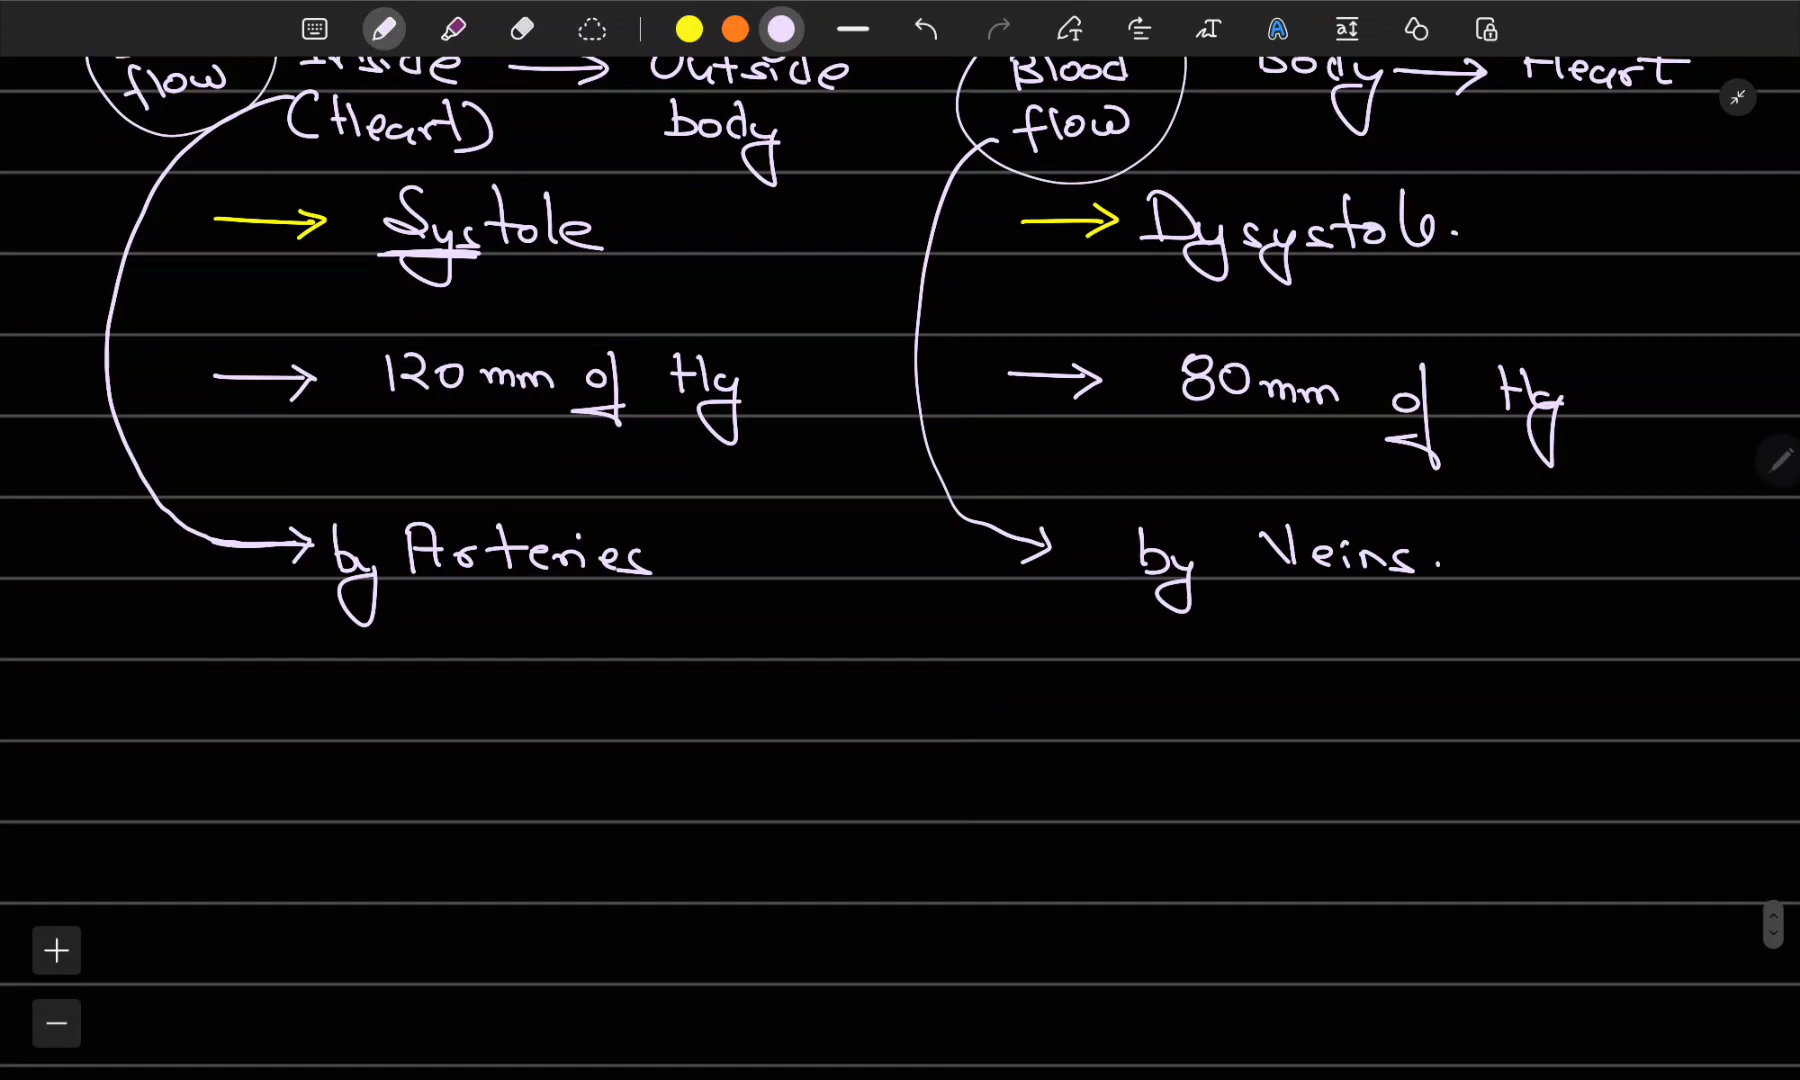 flow Inside → Outside
(Heart) body
→ Systole
→ 120 mm of Hg
→ by Arteries
Blood Body → Heart
flow
→ Dysystole.
→ 80 mm of Hg
→ by Veins.